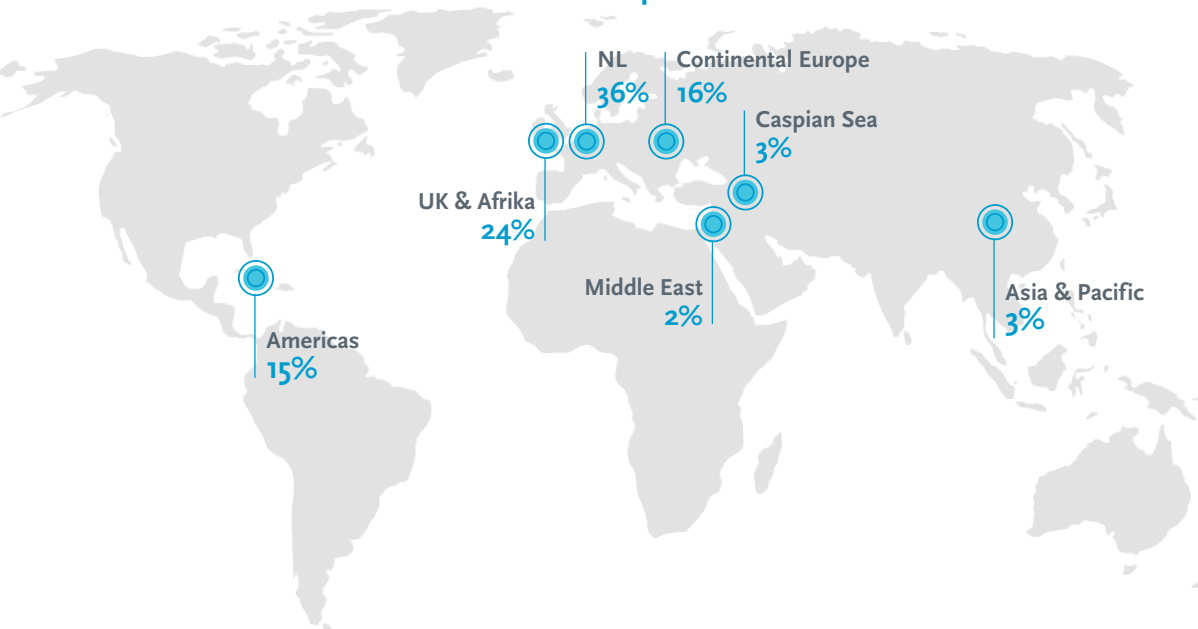 NL
36%
Continental Europe
16%
Caspian Sea
3%
UK & Afrika
24%
Middle East
2%
Asia & Pacific
3%
Americas
15%